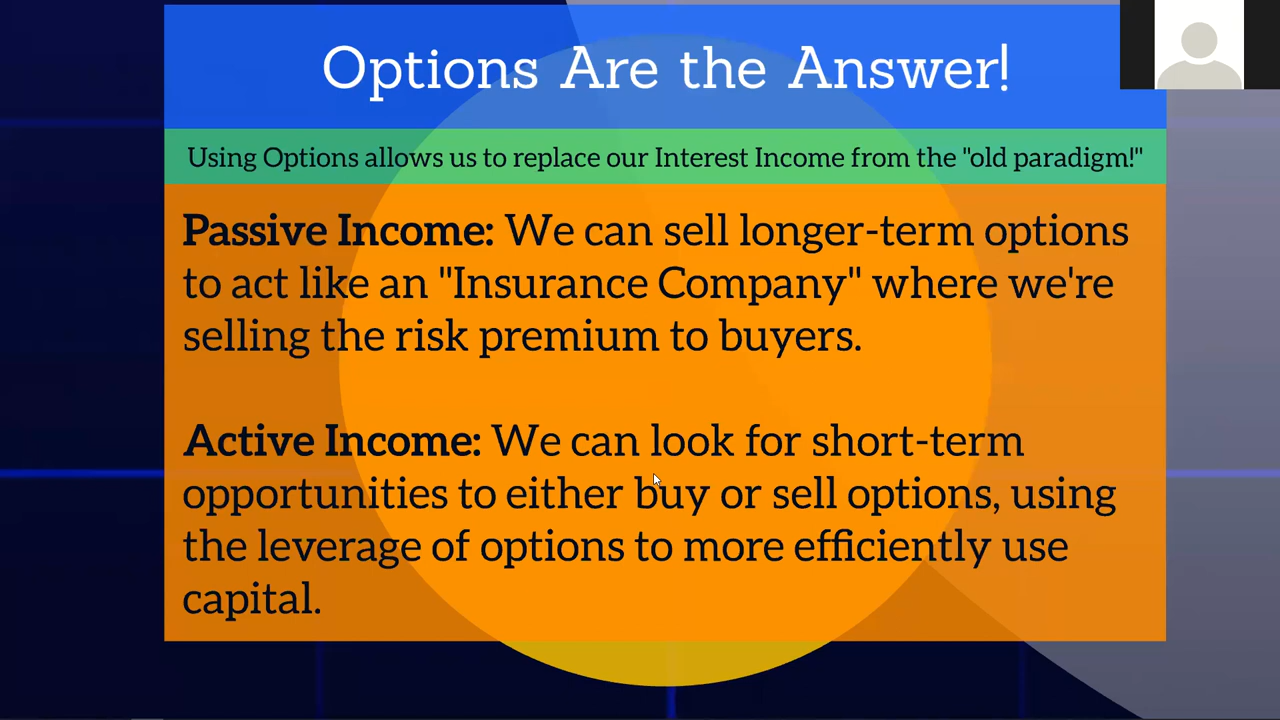 Options Are the Answer!
Using Options allows us to replace our Interest Income from the "old paradigm!"
Passive Income: We can sell longer-term options
to act like an "Insurance Company" where we're
selling the risk premium to buyers.
Active Income: We can look for short-term
opportunities to either buy or sell options, using
the leverage of options to more efficiently use
capital.